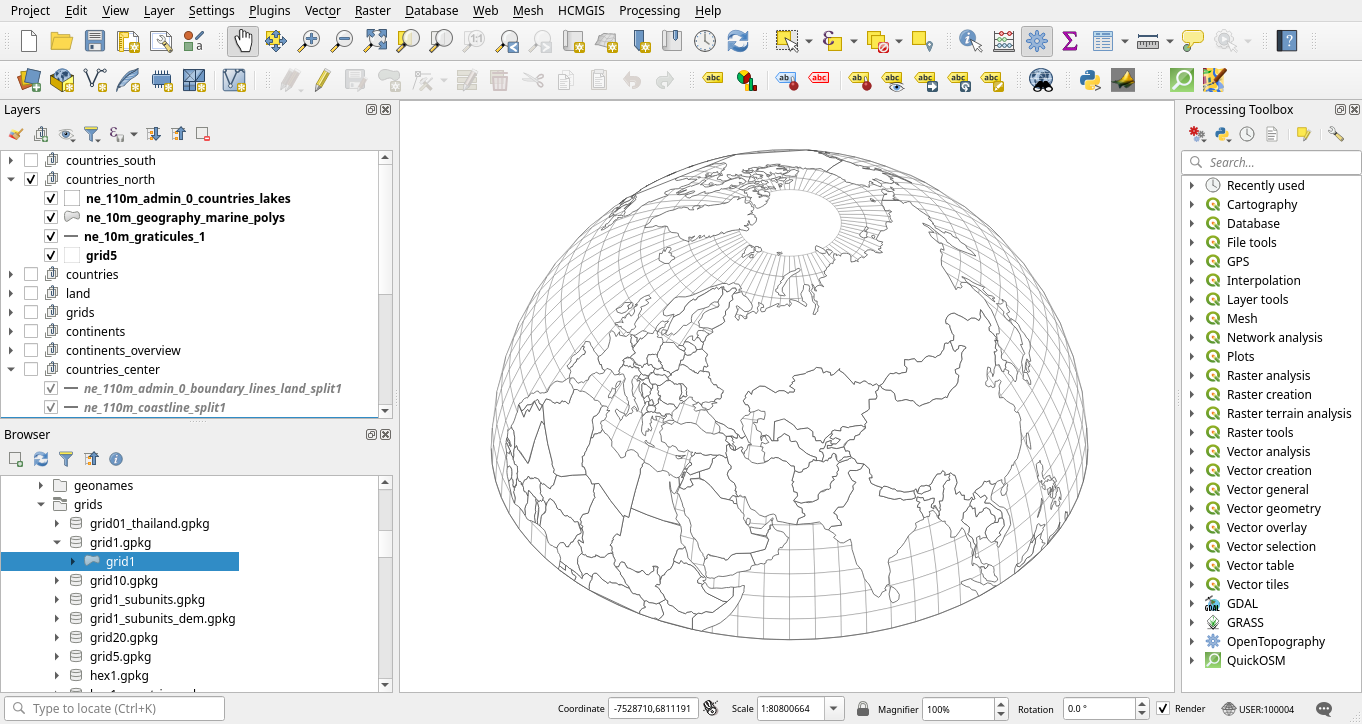 Project Edit View Layer Settings Plugins Vector Raster Database Web Mesh HCMGIS Processing Help
abc abc abc
Layers
countries_south
countries_north
ne_110m_admin_0_countries_lakes
ne_10m_geography_marine_polys
ne_10m_graticules_1
grid5
countries
land
grids
continents
continents_overview
countries_center
ne_110m_admin_0_boundary_lines_land_split1
ne_110m_coastline_split1
Browser
geonames
grids
grid01_thailand.gpkg
grid1.gpkg
grid1
grid10.gpkg
grid1_subunits.gpkg
grid1_subunits_dem.gpkg
grid20.gpkg
grid5.gpkg
hex1.gpkg
Processing Toolbox
Search...
Recently used
Cartography
Database
File tools
GPS
Interpolation
Layer tools
Mesh
Network analysis
Plots
Raster analysis
Raster creation
Raster terrain analysis
Raster tools
Vector analysis
Vector creation
Vector general
Vector geometry
Vector overlay
Vector selection
Vector table
Vector tiles
GDAL
GRASS
OpenTopography
QuickOSM
Type to locate (Ctrl+K) Coordinate -7528710,6811191 Scale 1:80800664 Magnifier 100% Rotation 0.0 ° Render USER:100004